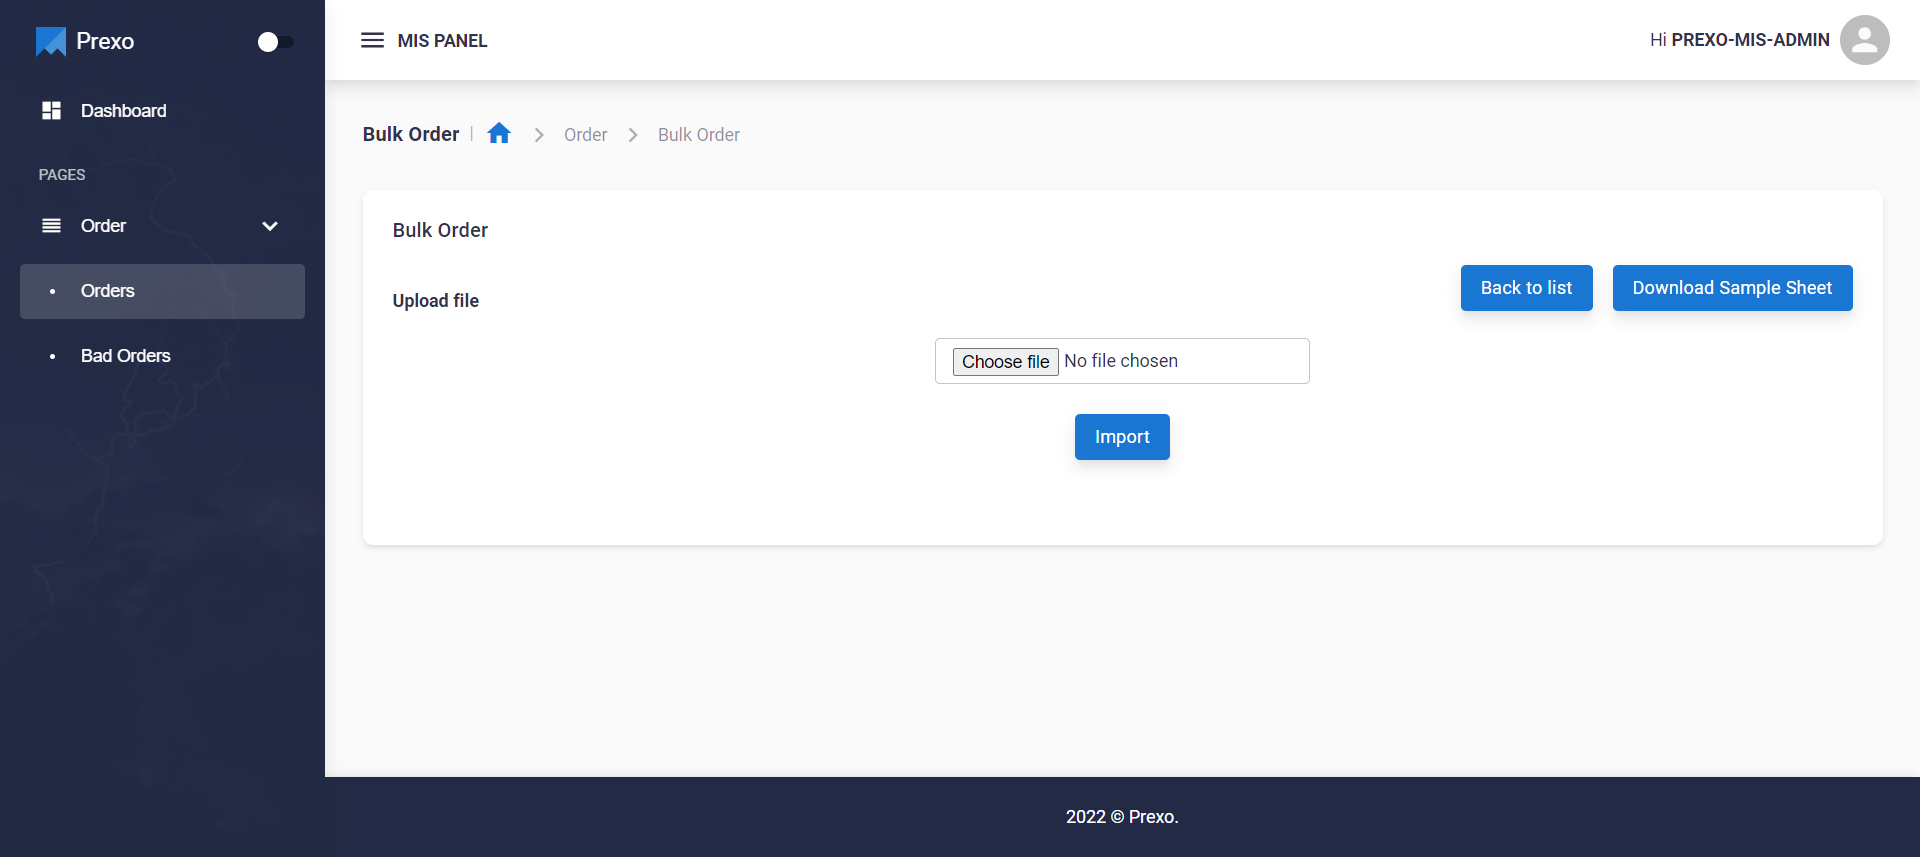 Prexo
Dashboard
PAGES
Order
Orders
Bad Orders
MIS PANEL
Hi PREXO-MIS-ADMIN
Bulk Order
Order
Bulk Order
Bulk Order
Upload file
Back to list
Download Sample Sheet
Choose file No file chosen
Import
2022 © Prexo.